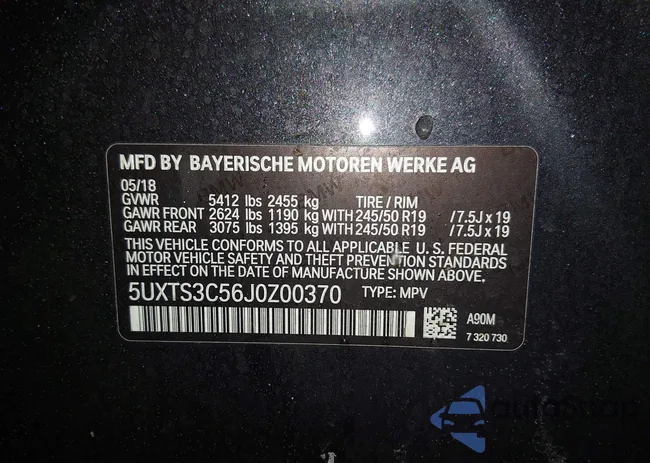 MFD BY BAYERISCHE MOTOREN WERKE AG
05/18
GVWR 5412 lbs 2455 kg TIRE / RIM
GAWR FRONT 2624 lbs 1190 kg WITH 245/50 R19 / 7.5J x 19
GAWR REAR 3075 lbs 1395 kg WITH 245/50 R19 / 7.5J x 19
THIS VEHICLE CONFORMS TO ALL APPLICABLE U. S. FEDERAL
MOTOR VEHICLE SAFETY AND THEFT PREVENTION STANDARDS
IN EFFECT ON THE DATE OF MANUFACTURE SHOWN ABOVE.
5UXTS3C56J0Z00370 TYPE: MPV
A90M
7 320 730